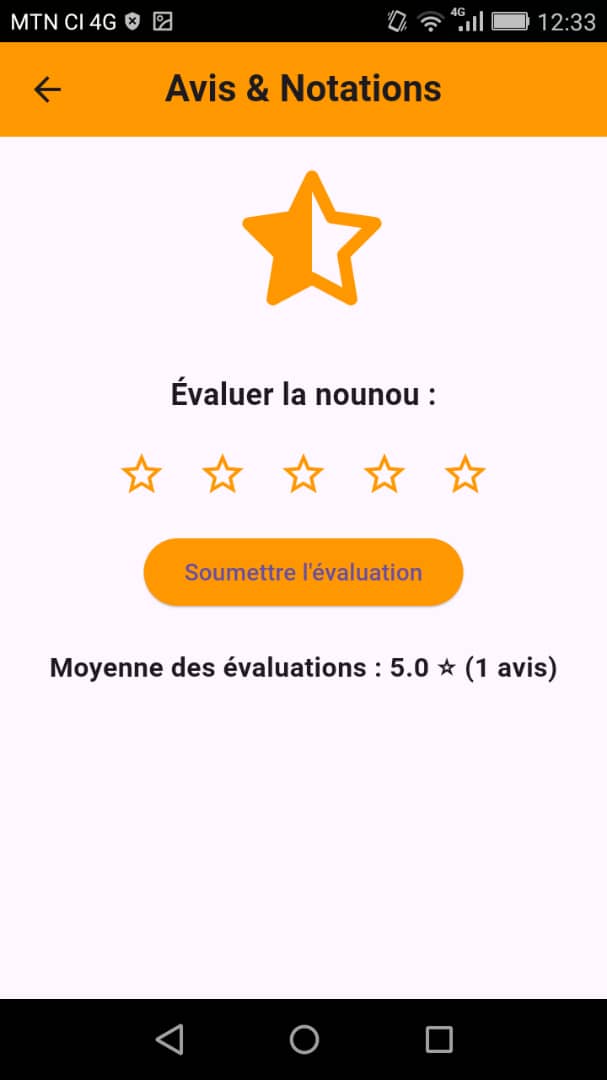 MTN CI 4G 4G 12:33
Avis & Notations
Évaluer la nounou :
Soumettre l'évaluation
Moyenne des évaluations : 5.0 ⭐ (1 avis)